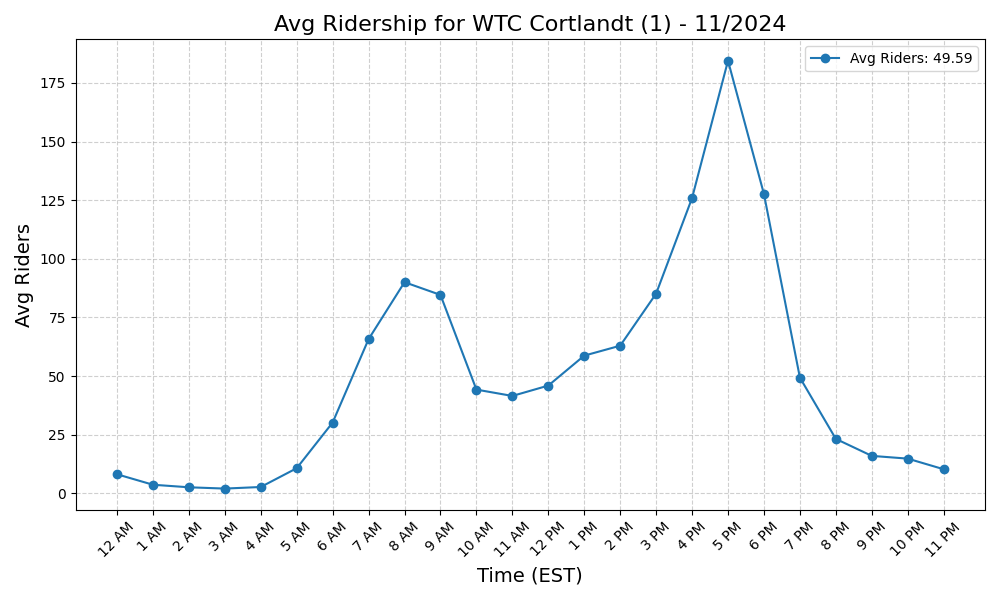 Avg Ridership for WTC Cortlandt (1) - 11/2024
Avg Riders: 49.59
Avg Riders
175
150
125
100
75
50
25
0
12 AM
1 AM
2 AM
3 AM
4 AM
5 AM
6 AM
7 AM
8 AM
9 AM
10 AM
11 AM
12 PM
1 PM
2 PM
3 PM
4 PM
5 PM
6 PM
7 PM
8 PM
9 PM
10 PM
11 PM
Time (EST)